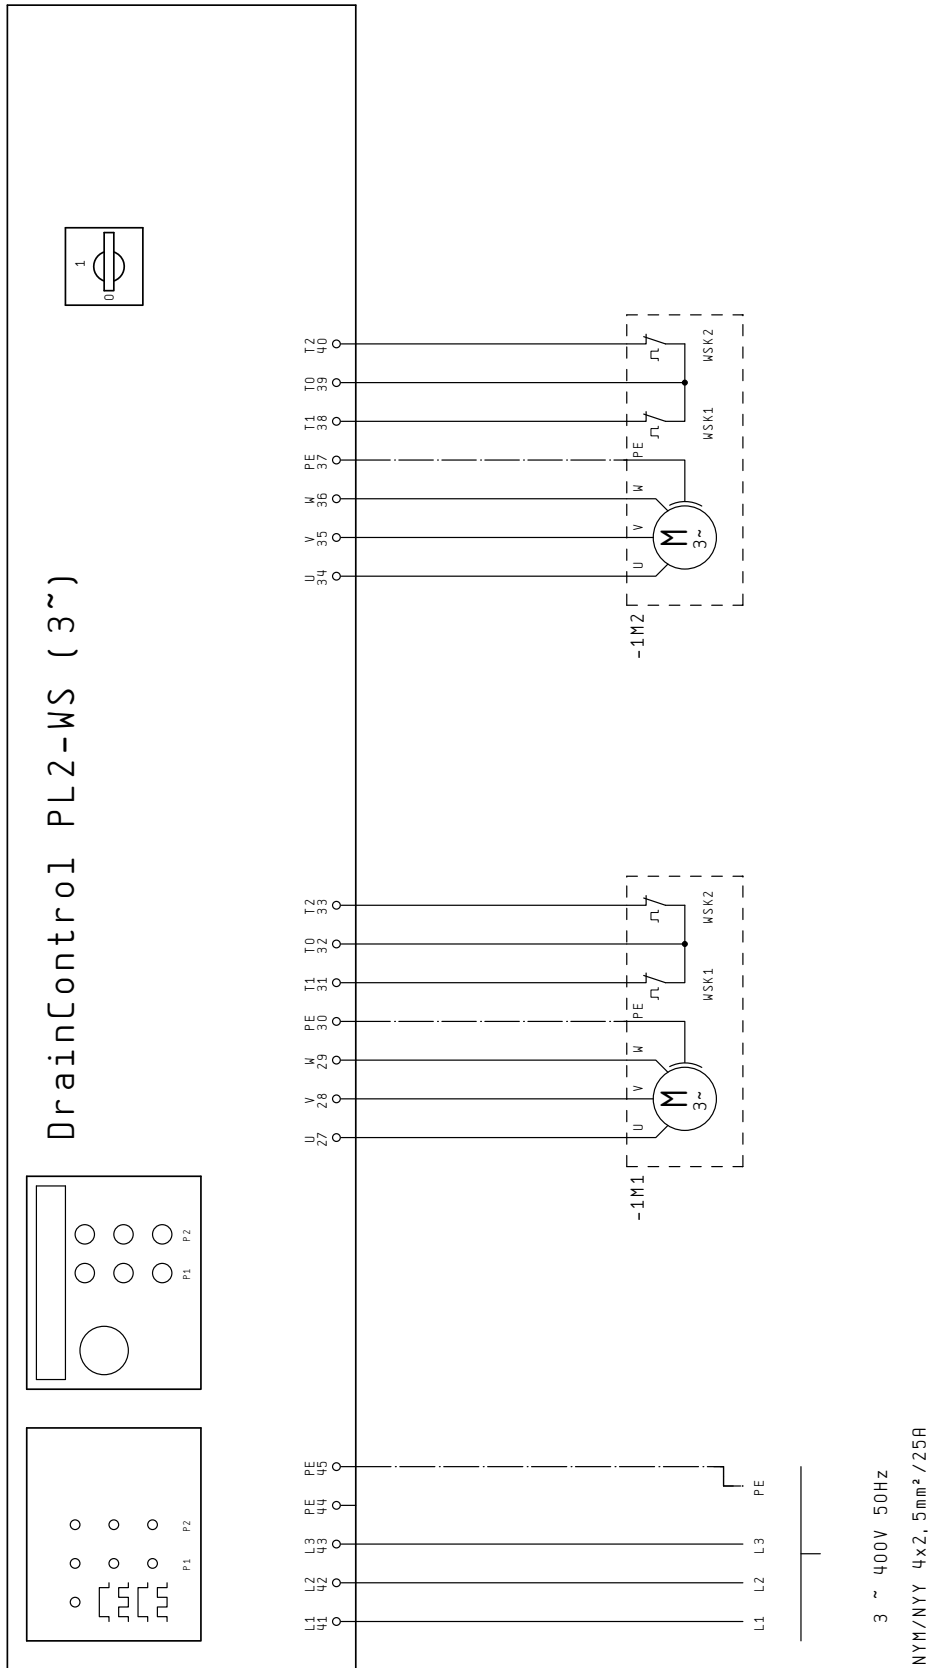 DrainControl PL2-WS (3~)
0
1
P1
P2
P1
P2
L1
41
L2
42
L3
43
PE
44
PE
45
U
27
V
28
W
29
PE
30
T1
31
T0
32
T2
33
U
34
V
35
W
36
PE
37
T1
38
T0
39
T2
40
U
V
W
PE
M
3~
WSK1
WSK2
-1M1
U
V
W
PE
M
3~
WSK1
WSK2
-1M2
L1
L2
L3
PE
3 ~ 400V 50Hz
NYM/NYY 4x2,5mm²/25A